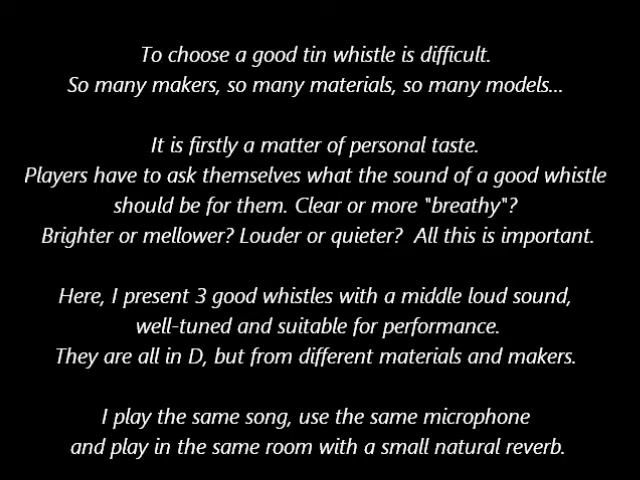 To choose a good tin whistle is difficult.
So many makers, so many materials, so many models...
It is firstly a matter of personal taste.
Players have to ask themselves what the sound of a good whistle
should be for them. Clear or more "breathy"?
Brighter or mellower? Louder or quieter?  All this is important.
Here, I present 3 good whistles with a middle loud sound,
well-tuned and suitable for performance.
They are all in D, but from different materials and makers.
I play the same song, use the same microphone
and play in the same room with a small natural reverb.